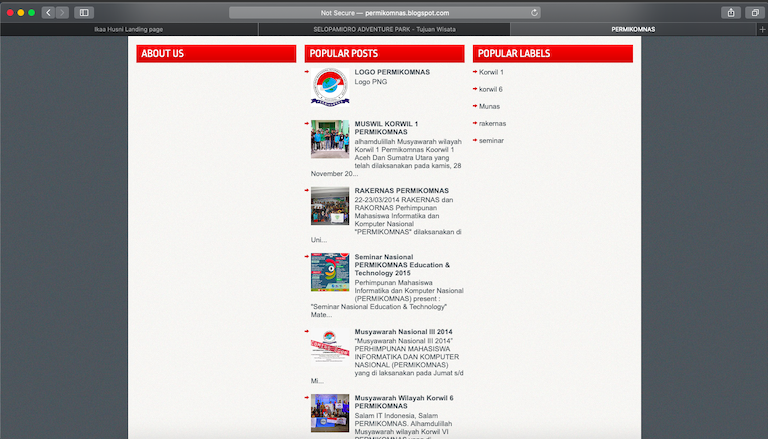 Not Secure — permikomnas.blogspot.com
Ikaa Husni Landing page
SELOPAMIORO ADVENTURE PARK - Tujuan Wisata
PERMIKOMNAS
ABOUT US
POPULAR POSTS
LOGO PERMIKOMNAS
Logo PNG
MUSWIL KORWIL 1
PERMIKOMNAS
alhamdulillah Musyawarah wilayah
Korwil 1 Permikomnas Koorwil 1
Aceh Dan Sumatra Utara yang
telah dilaksanakan pada kamis, 28
November 20...
RAKERNAS PERMIKOMNAS
22-23/03/2014 RAKERNAS dan
RAKORNAS Perhimpunan
Mahasiswa Informatika dan
Komputer Nasional
"PERMIKOMNAS" dilaksanakan di
Uni...
Seminar Nasional
PERMIKOMNAS Education &
Technology 2015
Perhimpunan Mahasiswa
Informatika dan Komputer Nasional
(PERMIKOMNAS) present :
"Seminar Nasional Education & Technology"
Mate...
Musyawarah Nasional III 2014
"Musyawarah Nasional III 2014"
PERHIMPUNAN MAHASISWA
INFORMATIKA DAN KOMPUTER
NASIONAL (PERMIKOMNAS)
yang di laksanakan pada Jumat s/d
Mi...
Musyawarah Wilayah Korwil 6
PERMIKOMNAS
Salam IT Indonesia, Salam
PERMIKOMNAS. Alhamdulillah
Musyawarah wilayah Korwil VI
PERMIKOMNAS yang di
POPULAR LABELS
Korwil 1
korwil 6
Munas
rakernas
seminar